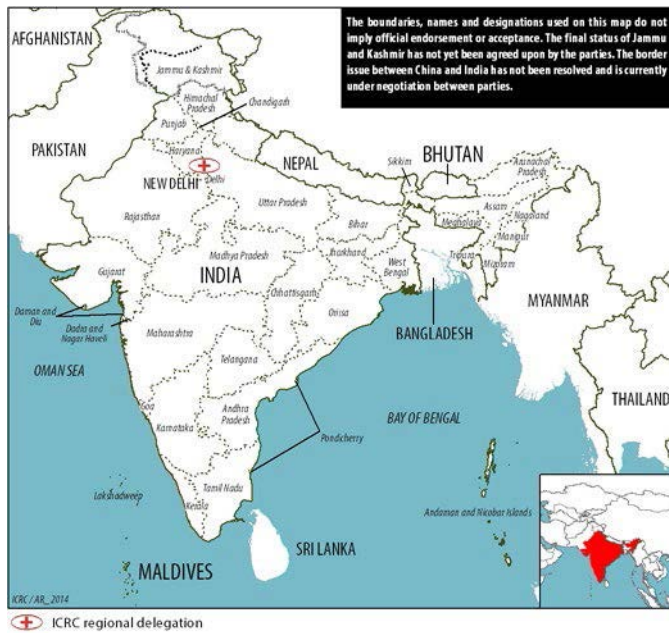 The boundaries, names and designations used on this map do not
imply official endorsement or acceptance. The final status of Jammu
and Kashmir has not yet been agreed upon by the parties. The border
issue between China and India has not been resolved and is currently
under negotiation between parties.
AFGHANISTAN
Jammu & Kashmir
Himachal
Pradesh
Chandigarh
Punjab
PAKISTAN
Haryana
NEPAL
BHUTAN
Sikkim
Arunachal
Pradesh
NEW DELHI
Delhi
Uttar Pradesh
Assam
Nagaland
Rajasthan
Bihar
Meghalaya
Manipur
Madhya Pradesh
Jharkhand
West
Bengal
Tripura
Mizoram
Gujarat
INDIA
Chhattisgarh
MYANMAR
Daman and
Diu
Orissa
Dadra and
Nagar Haveli
Maharashtra
BANGLADESH
OMAN SEA
Telangana
THAILAND
Goa
Andhra
Pradesh
BAY OF BENGAL
Karnataka
Pondicherry
Lakshadweep
Tamil Nadu
Kerala
Andaman and Nicobar Islands
SRI LANKA
MALDIVES
ICRC / AR_2014
ICRC regional delegation